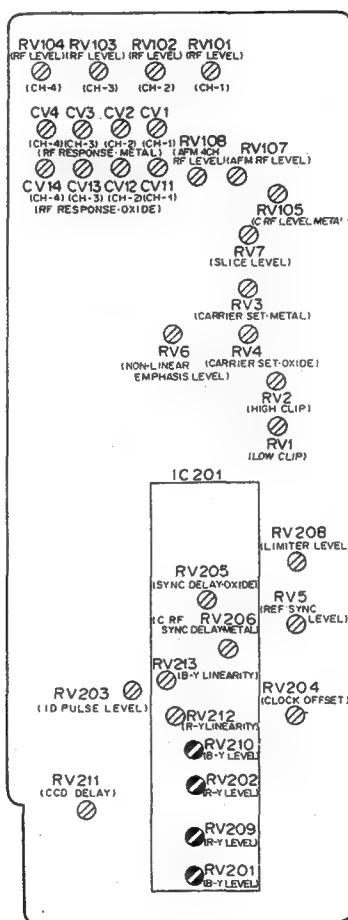 RV104 RV103 RV102 RV101
(RF LEVEL)(RF LEVEL) (RF LEVEL) (RF LEVEL)
(CH-4) (CH-3) (CH-2) (CH-1)
CV4 CV3 CV2 CV1
(CH-4)(CH-3)(CH-2)(CH-1)
(RF RESPONSE-METAL)
RV108
(AFM 4CH
RF LEVEL)
RV107
(AFM RF LEVEL)
CV14 CV13 CV12 CV11
(CH-4) (CH-3) (CH-2)(CH-1)
(RF RESPONSE-OXIDE)
RV105
(C RF LEVEL META
RV7
(SLICE LEVEL)
RV3
(CARRIER SET-METAL)
RV6
(NON-LINEAR
EMPHASIS LEVEL)
RV4
(CARRIER SET-OXIDE)
RV2
(HIGH CLIP)
RV1
(LOW CLIP)
IC201
RV208
(LIMITER LEVEL
RV205
(SYNC DELAY-OXIDE)
RV5
(REF SYNC
LEVEL)
(C RF RV206
SYNC DELAY-METAL)
RV213
(B-Y LINEARITY)
RV203
(ID PULSE LEVEL)
RV204
(CLOCK OFFSET)
RV212
(R-Y LINEARITY)
RV210
(B-Y LEVEL)
RV211
(CCD DELAY)
RV202
(R-Y LEVEL)
RV209
(R-Y LEVEL)
RV201
(B-Y LEVEL)